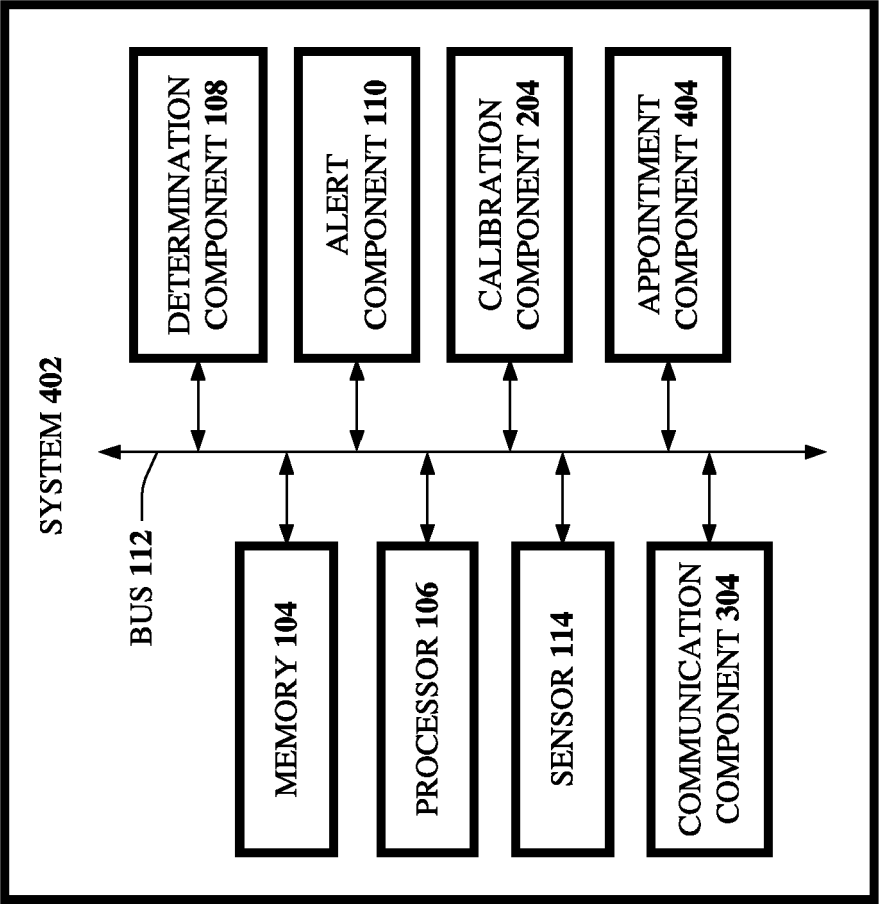 SYSTEM 402
BUS 112
MEMORY 104
PROCESSOR 106
SENSOR 114
COMMUNICATION
COMPONENT 304
DETERMINATION
COMPONENT 108
ALERT
COMPONENT 110
CALIBRATION
COMPONENT 204
APPOINTMENT
COMPONENT 404